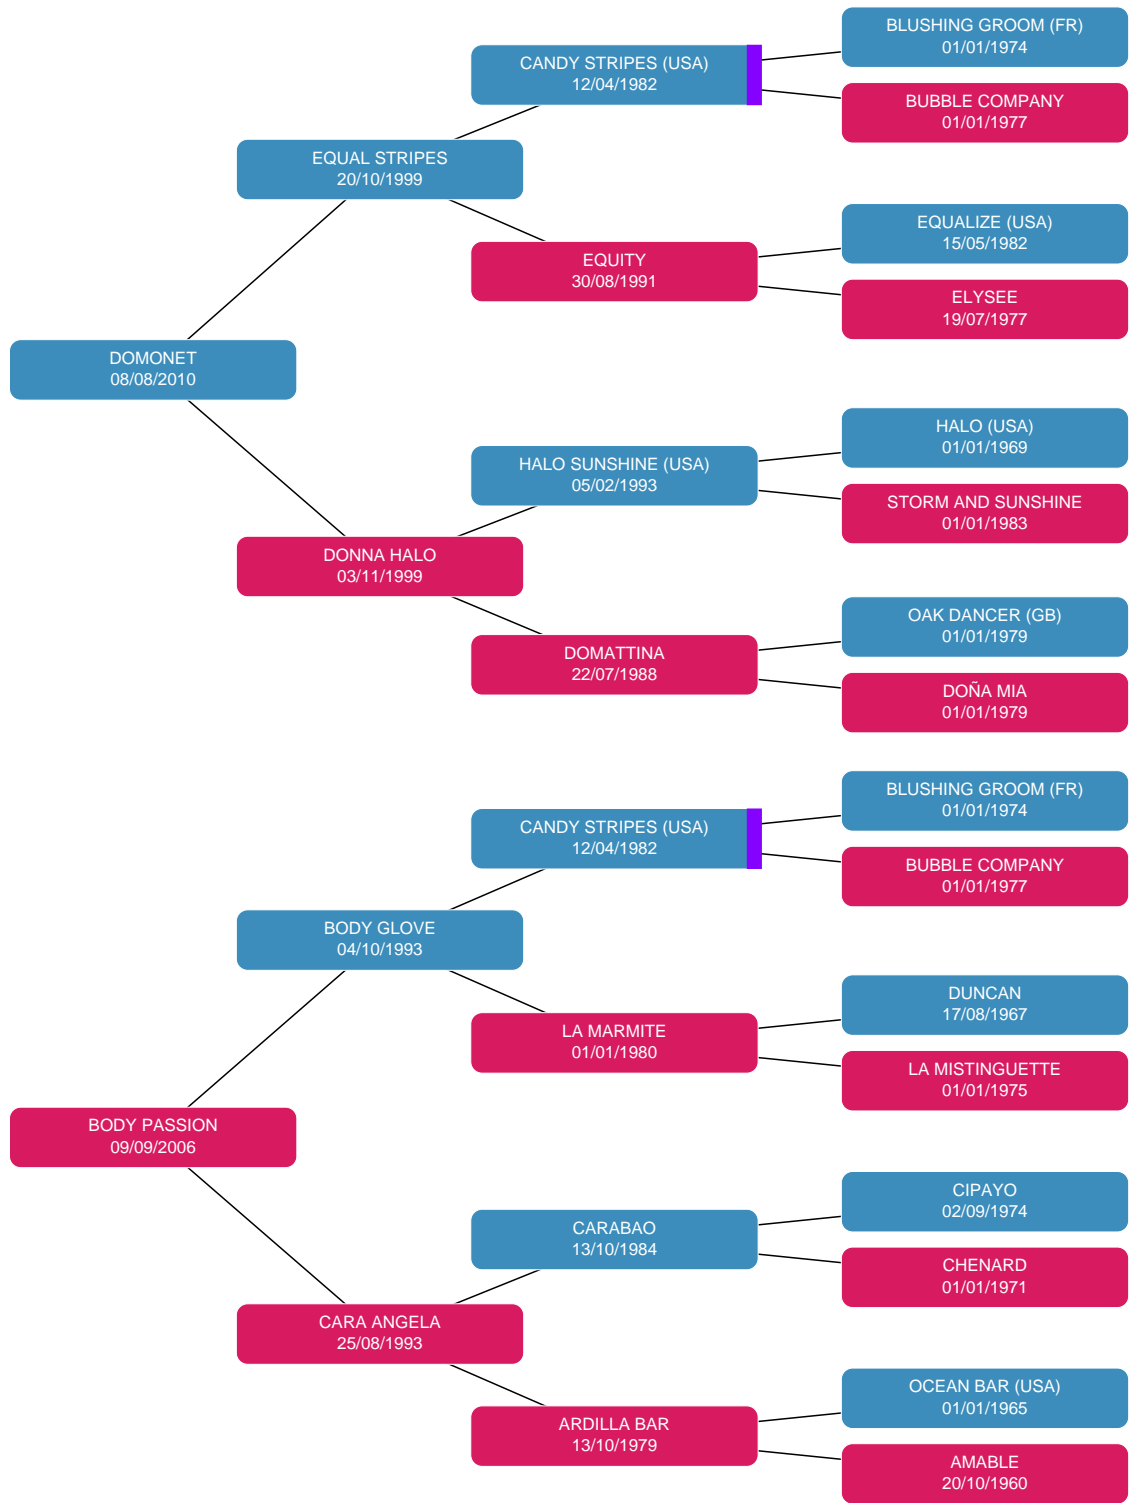 BLUSHING GROOM (FR)
01/01/1974
CANDY STRIPES (USA)
12/04/1982
BUBBLE COMPANY
01/01/1977
EQUAL STRIPES
20/10/1999
EQUALIZE (USA)
15/05/1982
EQUITY
30/08/1991
ELYSEE
19/07/1977
DOMONET
08/08/2010
HALO (USA)
01/01/1969
HALO SUNSHINE (USA)
05/02/1993
STORM AND SUNSHINE
01/01/1983
DONNA HALO
03/11/1999
OAK DANCER (GB)
01/01/1979
DOMATTINA
22/07/1988
DOÑA MIA
01/01/1979
BLUSHING GROOM (FR)
01/01/1974
CANDY STRIPES (USA)
12/04/1982
BUBBLE COMPANY
01/01/1977
BODY GLOVE
04/10/1993
DUNCAN
17/08/1967
LA MARMITE
01/01/1980
LA MISTINGUETTE
01/01/1975
BODY PASSION
09/09/2006
CIPAYO
02/09/1974
CARABAO
13/10/1984
CHENARD
01/01/1971
CARA ANGELA
25/08/1993
OCEAN BAR (USA)
01/01/1965
ARDILLA BAR
13/10/1979
AMABLE
20/10/1960